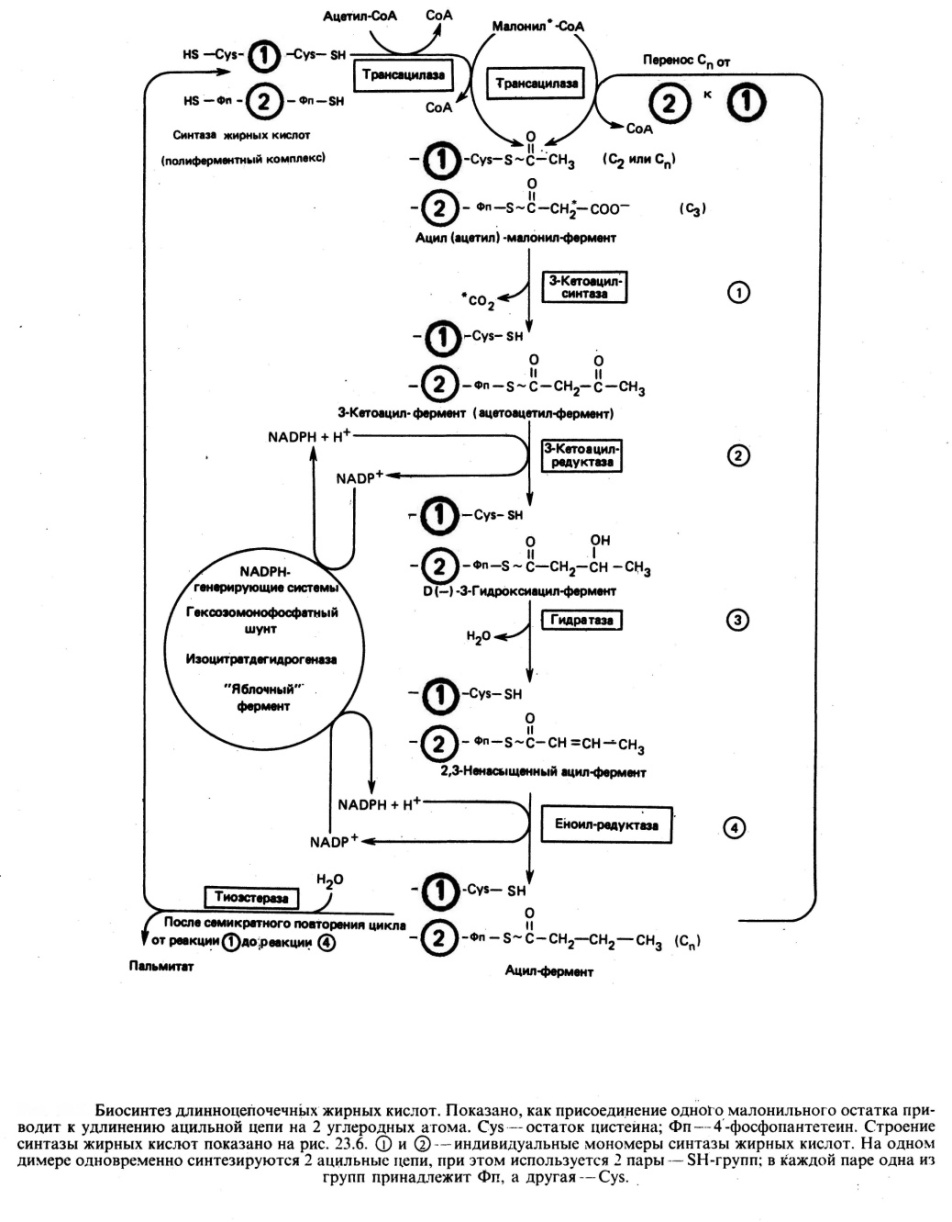 Ацетил-СоА СоА
Малонил*-СоА
HS —Cys- 1 -Cys— SH
Трансацилаза
Трансацилаза
Перенос Cn от
2 к 1
СоА
СоА
HS —Фп - 2 - Фп—SH
Синтаза жирных кислот
(полиферментный комплекс)
O
- 1 -Cys—S~C—CH3 (C2 или Cn)
O
- 2 - Фп—S~C—CH2*—COO− (C3)
Ацил (ацетил) -малонил-фермент
*CO2
3-Кетоацил-
синтаза
1
- 1 -Cys— SH
O O
- 2 - Фп—S~C—CH2—C—CH3
3-Кетоацил- фермент (ацетоацетил-фермент)
NADPH + H+
3-Кетоацил-
редуктаза
2
NADP+
- 1 —Cys— SH
O OH
- 2 -Фп—S~C—CH2—CH—CH3
D(—) -3-Гидроксиацил-фермент
NADPH-
генерирующие системы
Гексозомонофосфатный
шунт
Изоцитратдегидрогеназа
"Яблочный"
фермент
H2O
Гидратаза
3
- 1 -Cys— SH
O
- 2 - Фп—S~C—CH=CH—CH3
2,3-Ненасыщенный ацил-фермент
NADPH + H+
Еноил-редуктаза
4
NADP+
H2O
Тиоэстераза
- 1 -Cys— SH
После семикратного повторения цикла
от реакции 1 до реакции 4
O
- 2 -Фп—S~C—CH2—CH2—CH3 (Cn)
Пальмитат
Ацил-фермент
Биосинтез длинноцепочечных жирных кислот. Показано, как присоединение одного малонильного остатка при-
водит к удлинению ацильной цепи на 2 углеродных атома. Cys — остаток цистеина; Фп — 4'-фосфопантетеин. Строение
синтазы жирных кислот показано на рис. 23.6. 1 и 2 — индивидуальные мономеры синтазы жирных кислот. На одном
димере одновременно синтезируются 2 ацильные цепи, при этом используется 2 пары — SH-групп; в каждой паре одна из
групп принадлежит Фп, а другая — Cys.